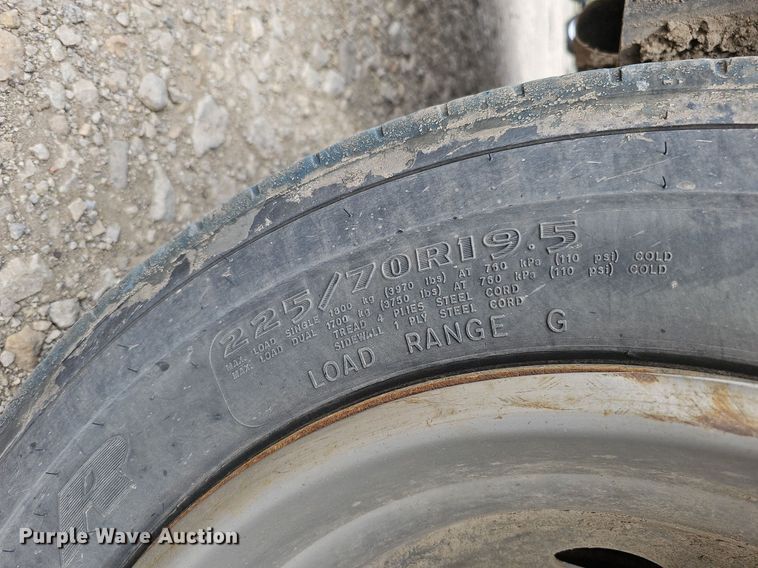 225/70R19.5
MAX. LOAD SINGLE 1800 kg (3970 lbs) AT 760 kPa (110 psi) COLD
MAX. LOAD DUAL 1700 kg (3750 lbs) AT 760 kPa (110 psi) COLD
TREAD 4 PLIES STEEL CORD
SIDEWALL 1 PLY STEEL CORD
LOAD RANGE G
R
Purple Wave Auction